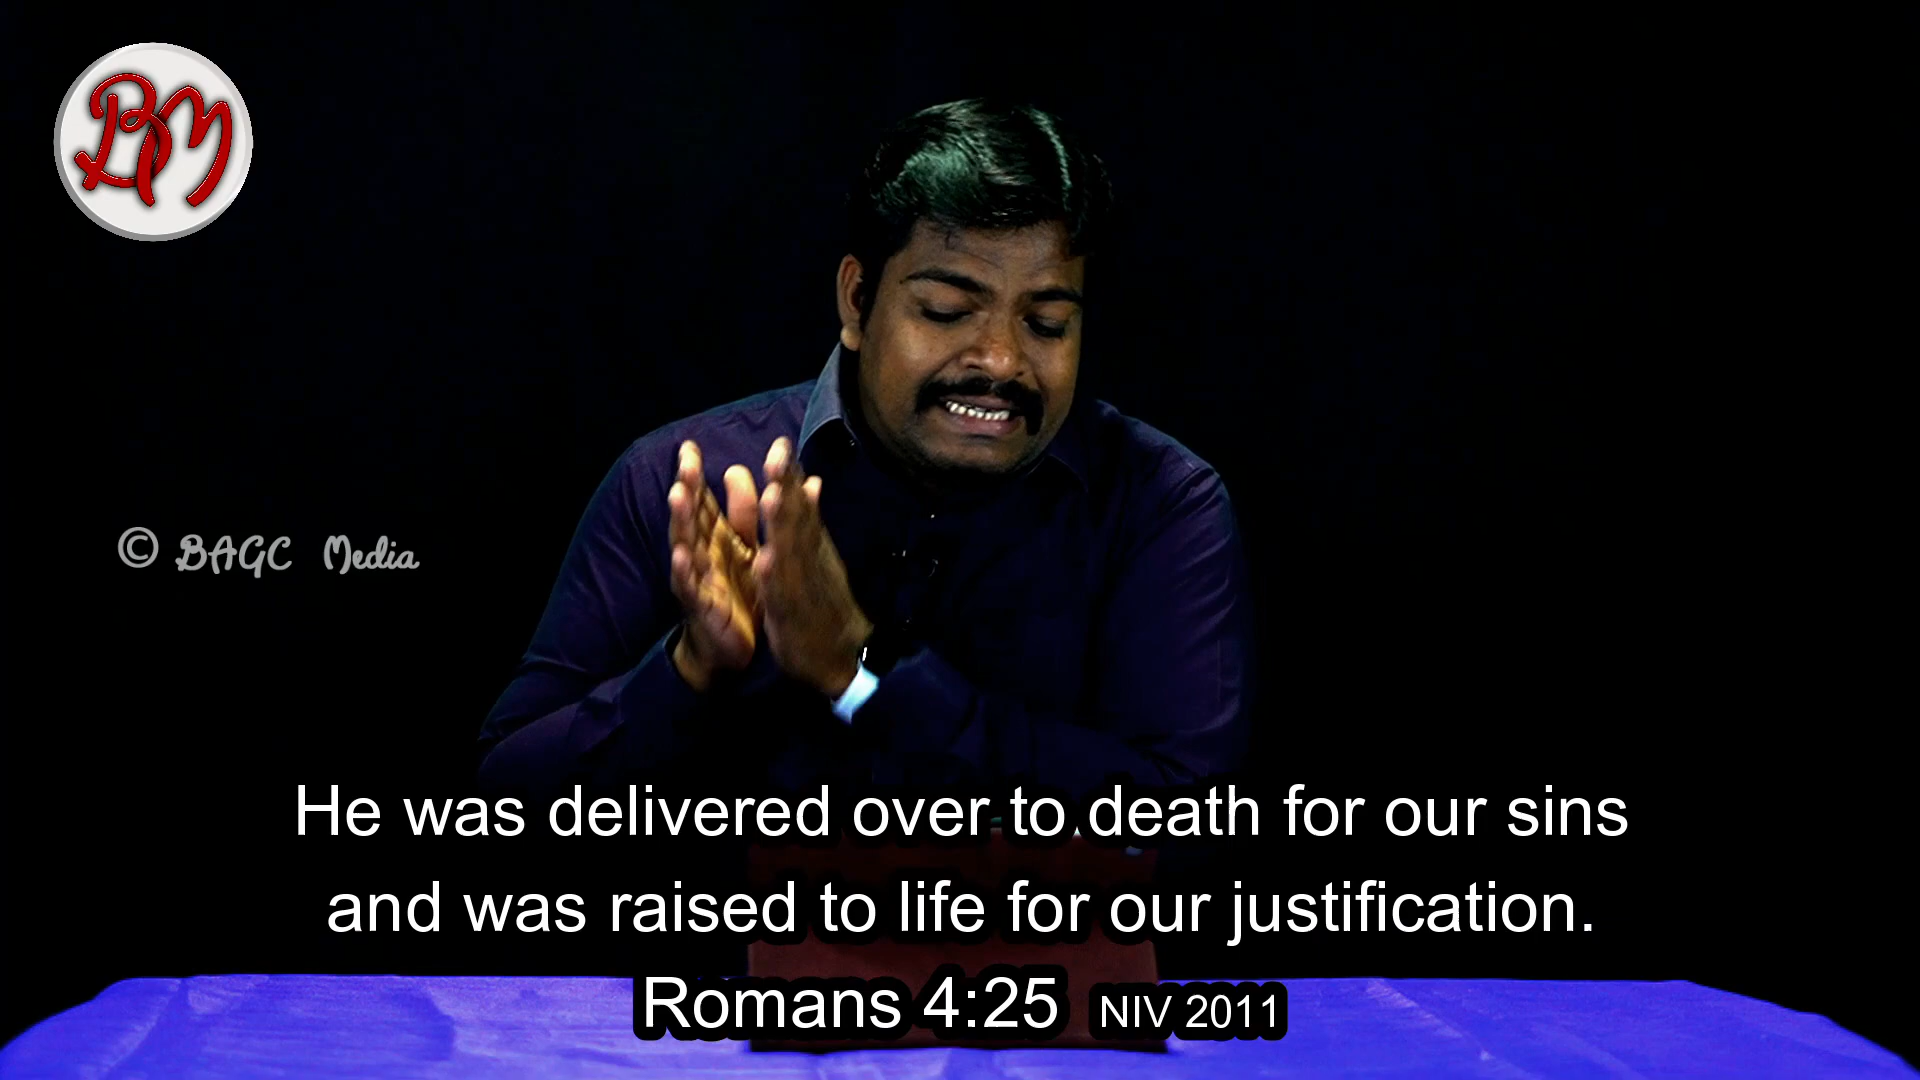 BM
© BAGC Media
He was delivered over to death for our sins
and was raised to life for our justification.
Romans 4:25 NIV 2011